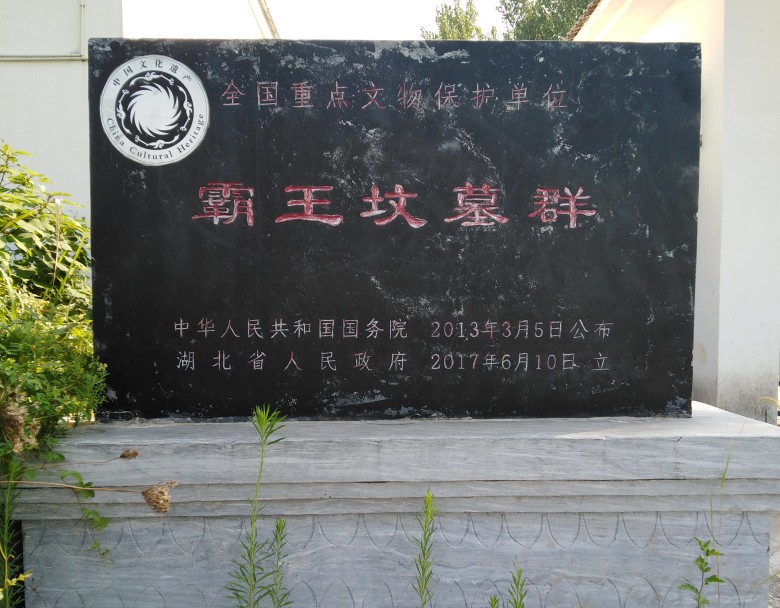 中国文化遗产
China Cultural Heritage
全国重点文物保护单位
霸王坟墓群
中华人民共和国国务院 2013年3月5日公布
湖北省人民政府 2017年6月10日 立